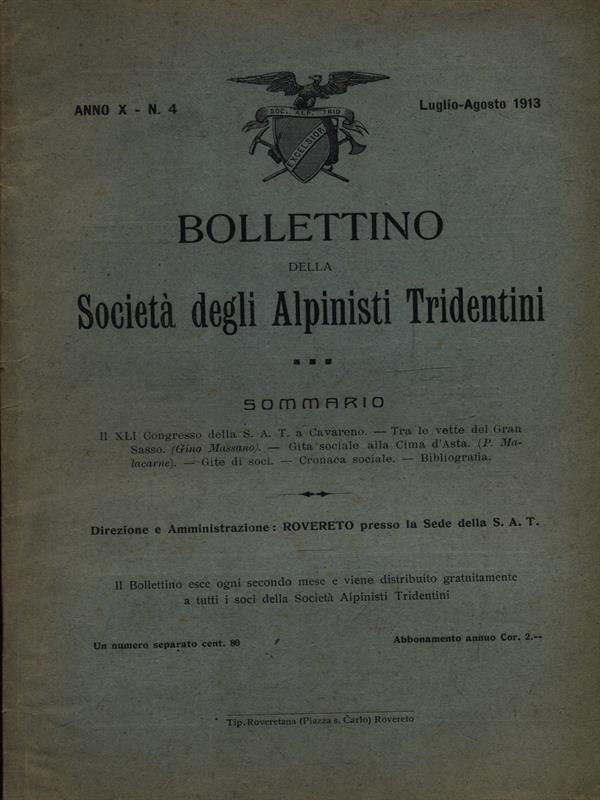 ANNO X - N. 4
Luglio-Agosto 1913
SOC. ALP. TRID
EXCELSIOR
BOLLETTINO
DELLA
Società degli Alpinisti Tridentini
SOMMARIO
Il XLI Congresso della S. A. T. a Cavareno. — Tra le vette del Gran
Sasso. (Gino Massano). — Gita sociale alla Cima d'Asta. (P. Ma-
lacarne). — Gite di soci. — Cronaca sociale. — Bibliografia.
Direzione e Amministrazione: ROVERETO presso la Sede della S. A. T.
Il Bollettino esce ogni secondo mese e viene distribuito gratuitamente
a tutti i soci della Società Alpinisti Tridentini
Un numero separato cent. 80
Abbonamento annuo Cor. 2.--
Tip. Roveretana (Piazza s. Carlo) Rovereto